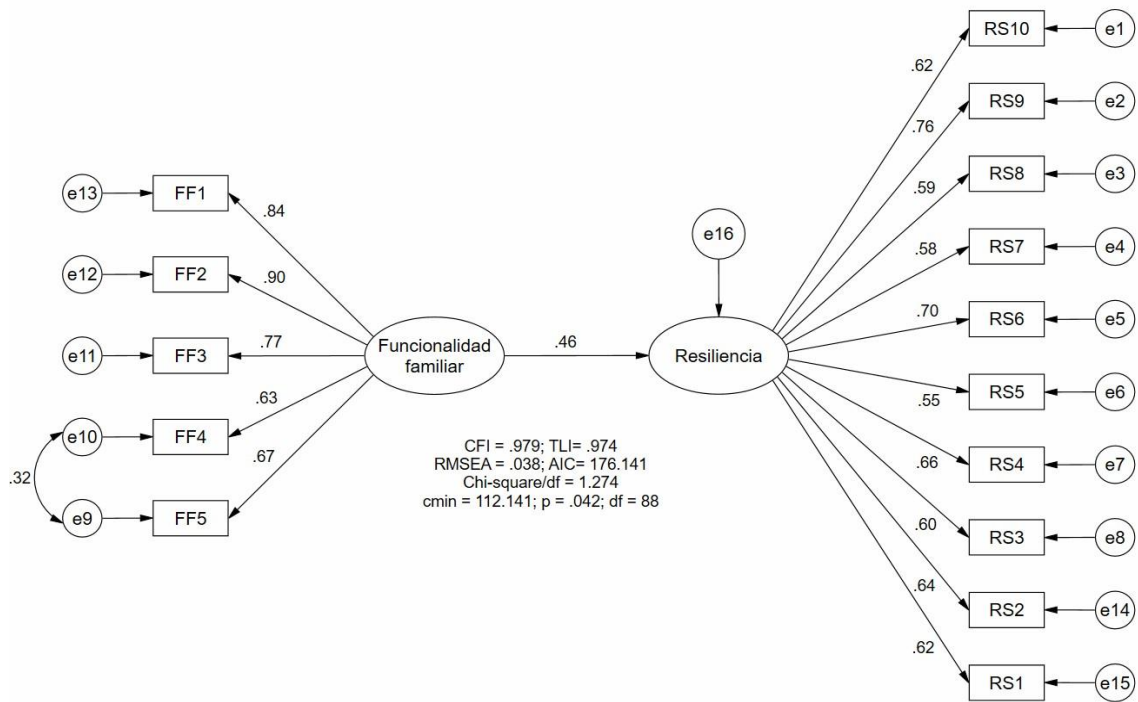 RS10
e1
.62
RS9
e2
.76
RS8
e3
.59
e13
FF1
.84
RS7
e4
.58
e16
e12
FF2
.90
RS6
e5
.70
e11
FF3
.77
Funcionalidad
familiar
.46
Resiliencia
RS5
e6
.55
.63
e10
FF4
RS4
e7
.66
.67
CFI = .979; TLI= .974
RMSEA = .038; AIC= 176.141
Chi-square/df = 1.274
cmin = 112.141; p = .042; df = 88
.32
e9
FF5
RS3
e8
.60
RS2
e14
.64
.62
RS1
e15